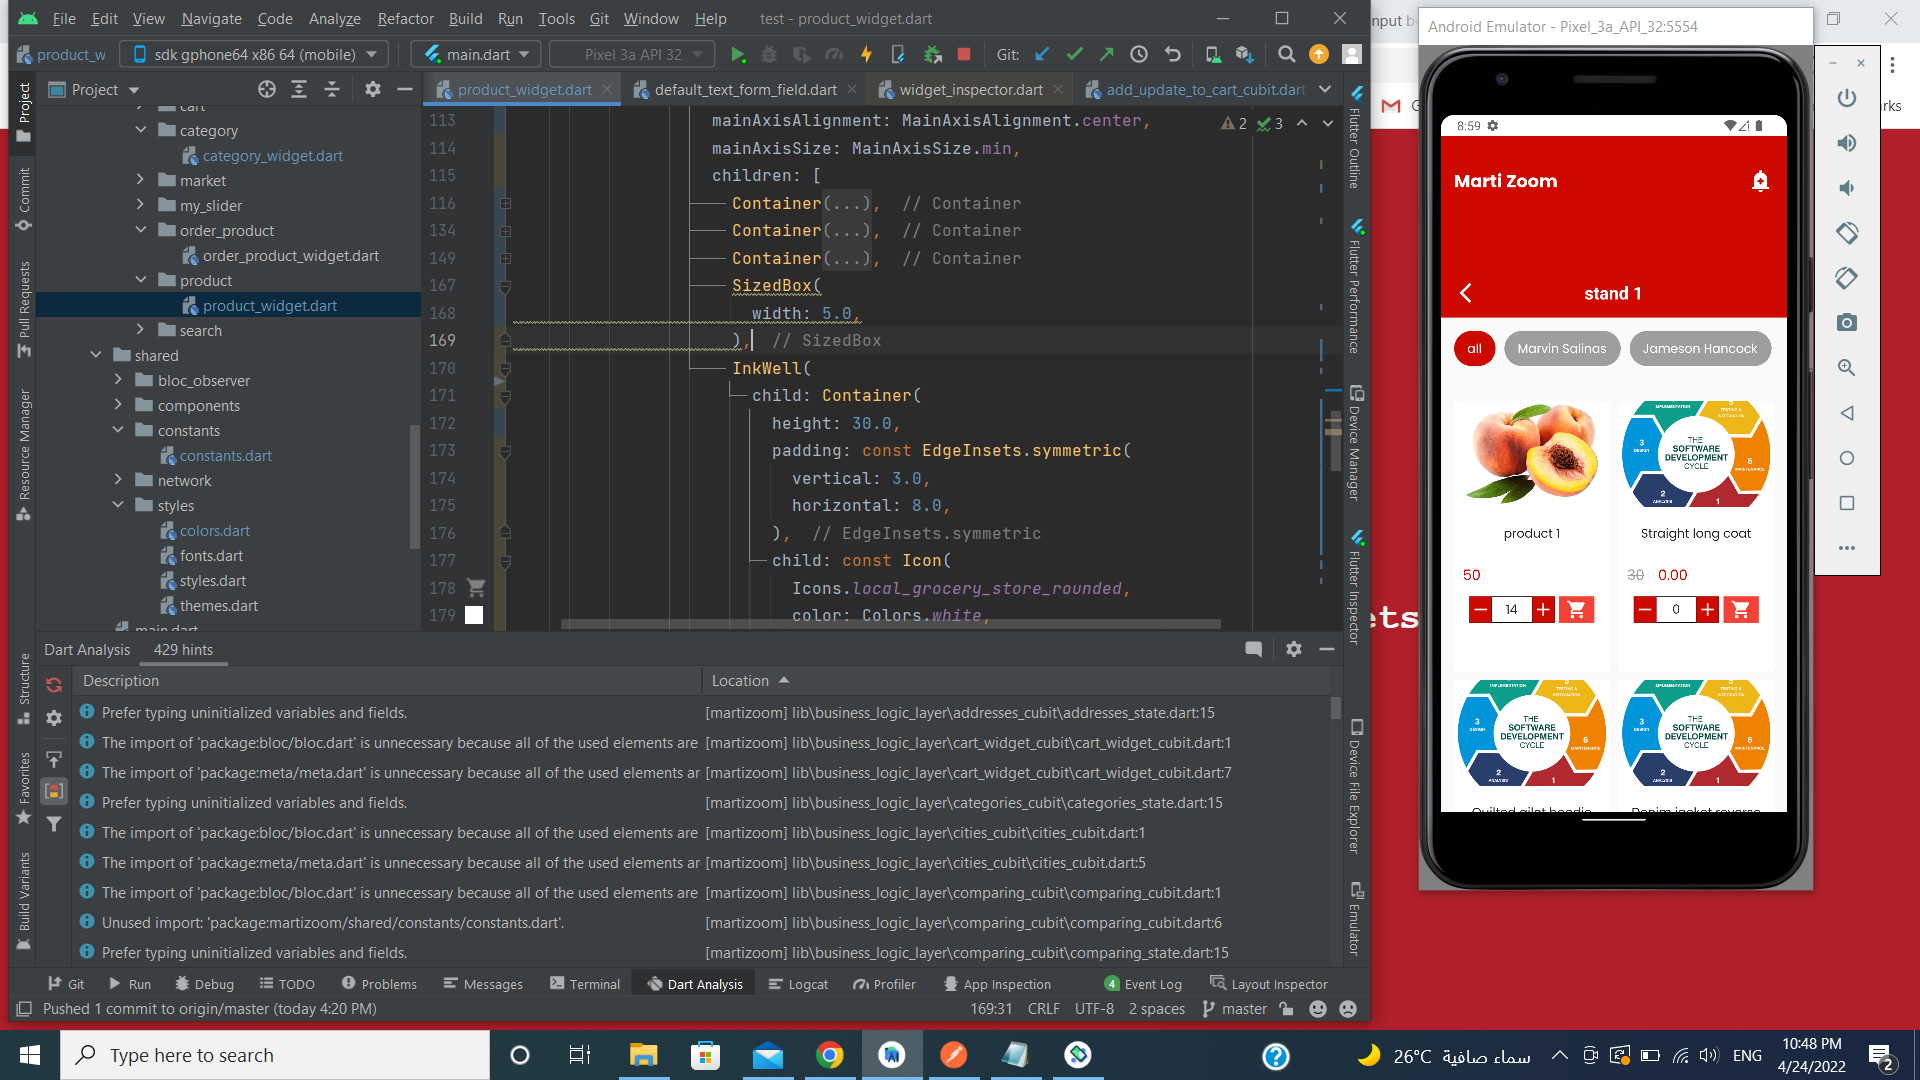 File Edit View Navigate Code Analyze Refactor Build Run Tools Git Window Help test - product_widget.dart
product_w sdk gphone64 x86 64 (mobile) main.dart Pixel 3a API 32 Git:
Project
product_widget.dart default_text_form_field.dart widget_inspector.dart add_update_to_cart_cubit.dart
cart
category
category_widget.dart
market
my_slider
order_product
order_product_widget.dart
product
product_widget.dart
search
shared
bloc_observer
components
constants
constants.dart
network
styles
colors.dart
fonts.dart
styles.dart
themes.dart
main.dart
2 3
113 mainAxisAlignment: MainAxisAlignment.center,
114 mainAxisSize: MainAxisSize.min,
115 children: [
116 Container(...), // Container
134 Container(...), // Container
149 Container(...), // Container
167 SizedBox(
168 width: 5.0,
169 ), // SizedBox
170 InkWell(
171 child: Container(
172 height: 30.0,
173 padding: const EdgeInsets.symmetric(
174 vertical: 3.0,
175 horizontal: 8.0,
176 ), // EdgeInsets.symmetric
177 child: const Icon(
178 Icons.local_grocery_store_rounded,
179 color: Colors.white,
Project
Commit
Pull Requests
Resource Manager
Structure
Favorites
Build Variants
Flutter Outline
Flutter Performance
Device Manager
Flutter Inspector
Device File Explorer
Emulator
Dart Analysis 429 hints
Description Location
Prefer typing uninitialized variables and fields. [martizoom] lib\business_logic_layer\addresses_cubit\addresses_state.dart:15
The import of 'package:bloc/bloc.dart' is unnecessary because all of the used elements are [martizoom] lib\business_logic_layer\cart_widget_cubit\cart_widget_cubit.dart:1
The import of 'package:meta/meta.dart' is unnecessary because all of the used elements ar [martizoom] lib\business_logic_layer\cart_widget_cubit\cart_widget_cubit.dart:7
Prefer typing uninitialized variables and fields. [martizoom] lib\business_logic_layer\categories_cubit\categories_state.dart:15
The import of 'package:bloc/bloc.dart' is unnecessary because all of the used elements are [martizoom] lib\business_logic_layer\cities_cubit\cities_cubit.dart:1
The import of 'package:meta/meta.dart' is unnecessary because all of the used elements ar [martizoom] lib\business_logic_layer\cities_cubit\cities_cubit.dart:5
The import of 'package:bloc/bloc.dart' is unnecessary because all of the used elements are [martizoom] lib\business_logic_layer\comparing_cubit\comparing_cubit.dart:1
Unused import: 'package:martizoom/shared/constants/constants.dart'. [martizoom] lib\business_logic_layer\comparing_cubit\comparing_cubit.dart:6
Prefer typing uninitialized variables and fields. [martizoom] lib\business_logic_layer\comparing_cubit\comparing_state.dart:15
Git Run Debug TODO Problems Messages Terminal Dart Analysis Logcat Profiler App Inspection 4 Event Log Layout Inspector
Pushed 1 commit to origin/master (today 4:20 PM) 169:31 CRLF UTF-8 2 spaces master
Android Emulator - Pixel_3a_API_32:5554
8:59
Marti Zoom
stand 1
all Marvin Salinas Jameson Hancock
THE SOFTWARE DEVELOPMENT CYCLE
product 1 Straight long coat
50 30 0.00
14 0
THE SOFTWARE DEVELOPMENT CYCLE
THE SOFTWARE DEVELOPMENT CYCLE
Quilted gilet hoodie
nput b
ets
Type here to search
26°C سماء صافية
ENG
10:48 PM
4/24/2022
2